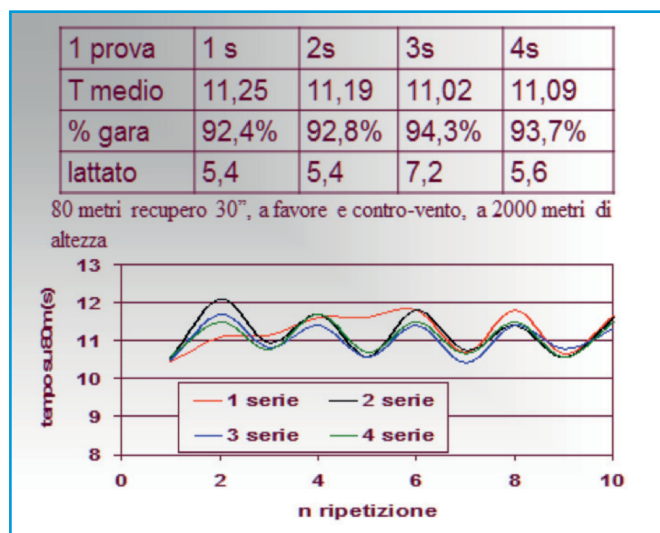 1 prova 1 s 2s 3s 4s
T medio 11,25 11,19 11,02 11,09
% gara 92,4% 92,8% 94,3% 93,7%
lattato 5,4 5,4 7,2 5,6
80 metri recupero 30”, a favore e contro-vento, a 2000 metri di
altezza
tempo su 80m(s)
13
12
11
10
9
8
1 serie 2 serie
3 serie 4 serie
0 2 4 6 8 10
n ripetizione